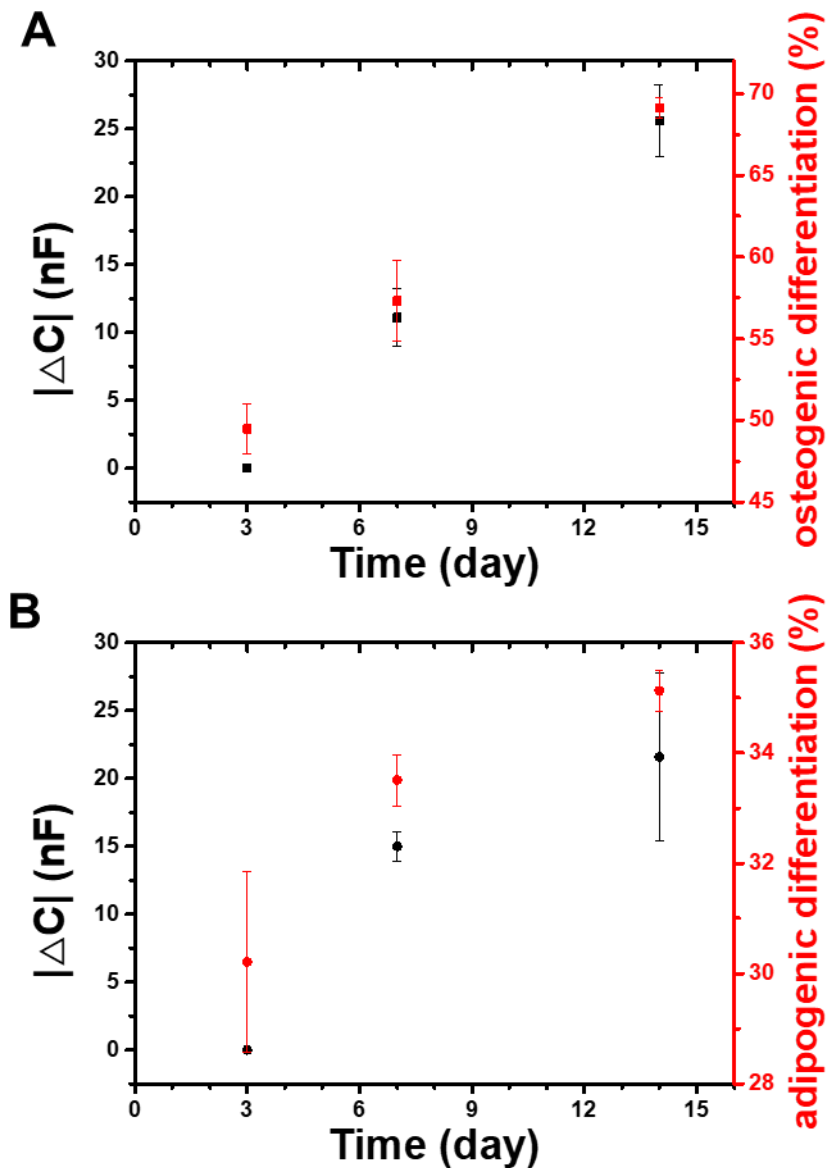 A
30
25
20
15
10
5
0
|△C| (nF)
70
65
60
55
50
45
osteogenic differentiation (%)
0 3 6 9 12 15
Time (day)
B
30
25
20
15
10
5
0
|△C| (nF)
36
34
32
30
28
adipogenic differentiation (%)
0 3 6 9 12 15
Time (day)